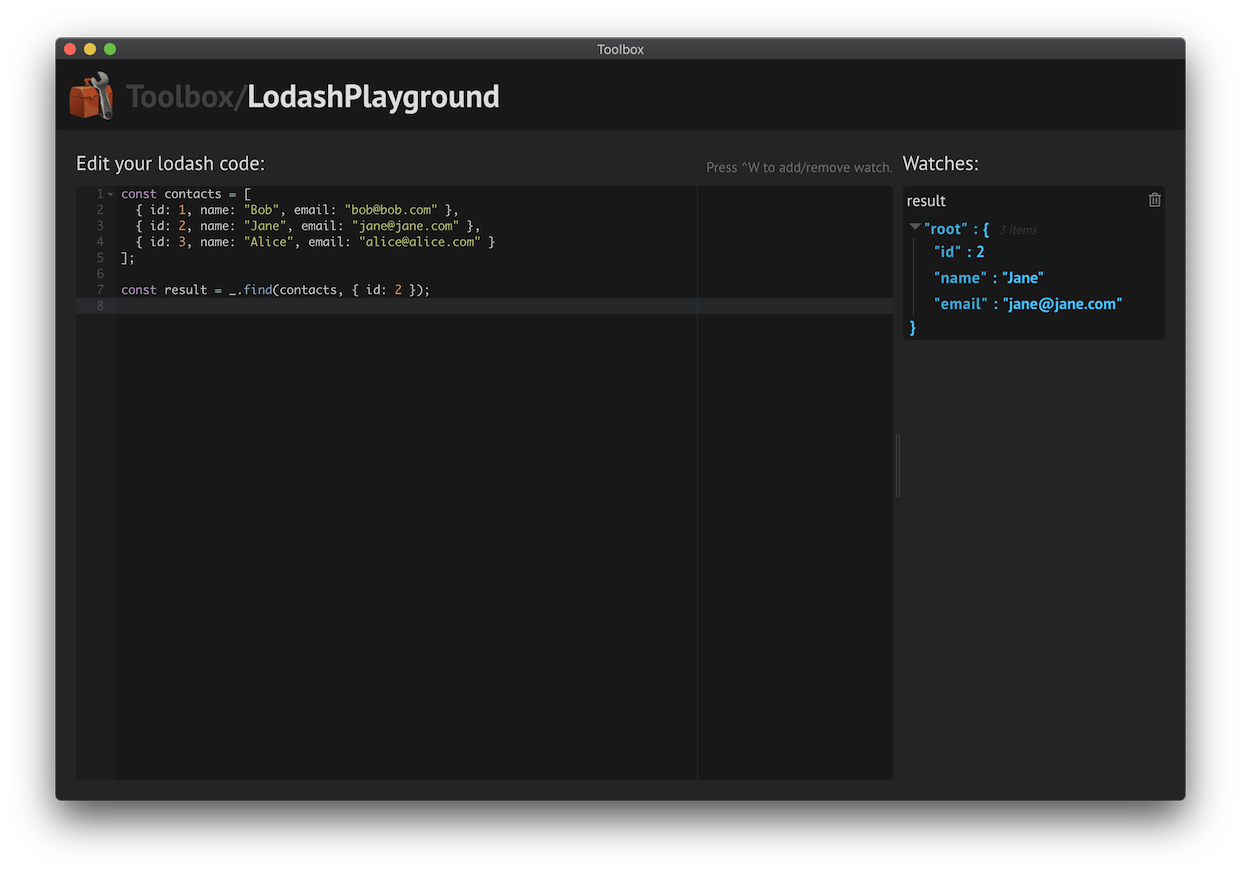 Toolbox
Toolbox/LodashPlayground
Edit your lodash code:
Press ^W to add/remove watch.
1 const contacts = [
2 { id: 1, name: "Bob", email: "bob@bob.com" },
3 { id: 2, name: "Jane", email: "jane@jane.com" },
4 { id: 3, name: "Alice", email: "alice@alice.com" }
5 ];
6
7 const result = _.find(contacts, { id: 2 });
8
Watches:
result
"root" : { 3 items
"id" : 2
"name" : "Jane"
"email" : "jane@jane.com"
}